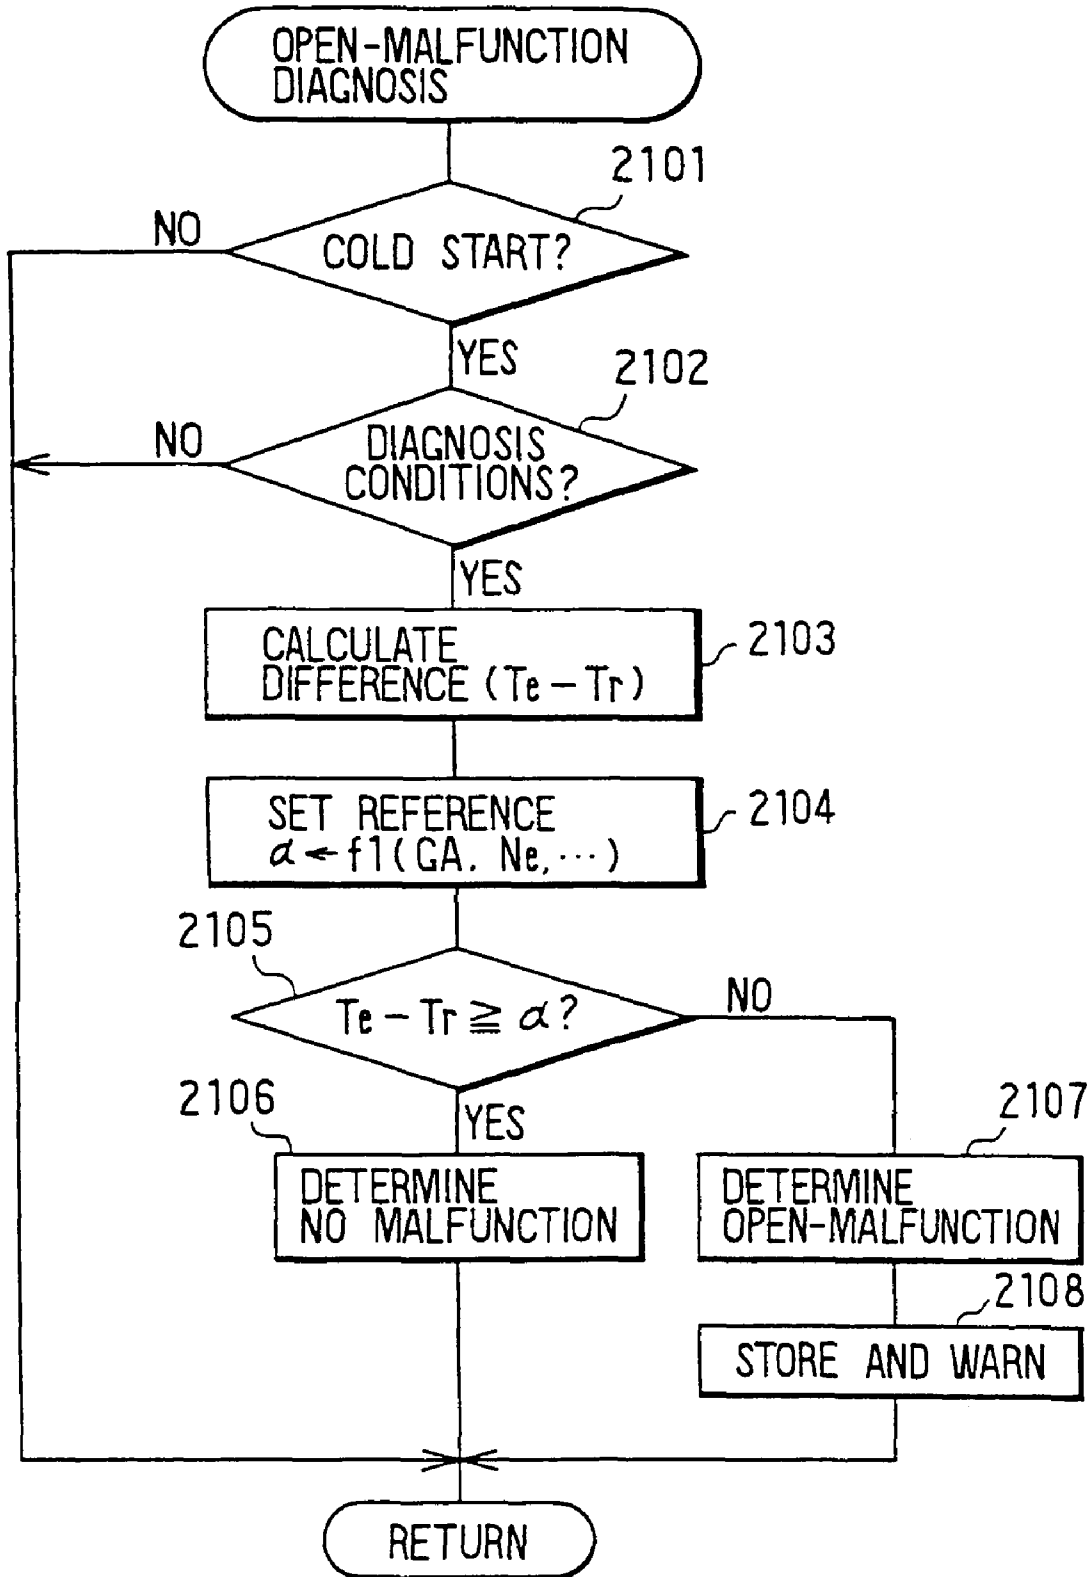 OPEN-MALFUNCTION
DIAGNOSIS
2101
NO
COLD START?
YES
2102
NO
DIAGNOSIS
CONDITIONS?
YES
2103
CALCULATE
DIFFERENCE (Te - Tr)
2104
SET REFERENCE
α ← f1(GA. Ne, ···)
2105
Te - Tr ≧ α?
NO
YES
2106
DETERMINE
NO MALFUNCTION
2107
DETERMINE
OPEN-MALFUNCTION
2108
STORE AND WARN
RETURN